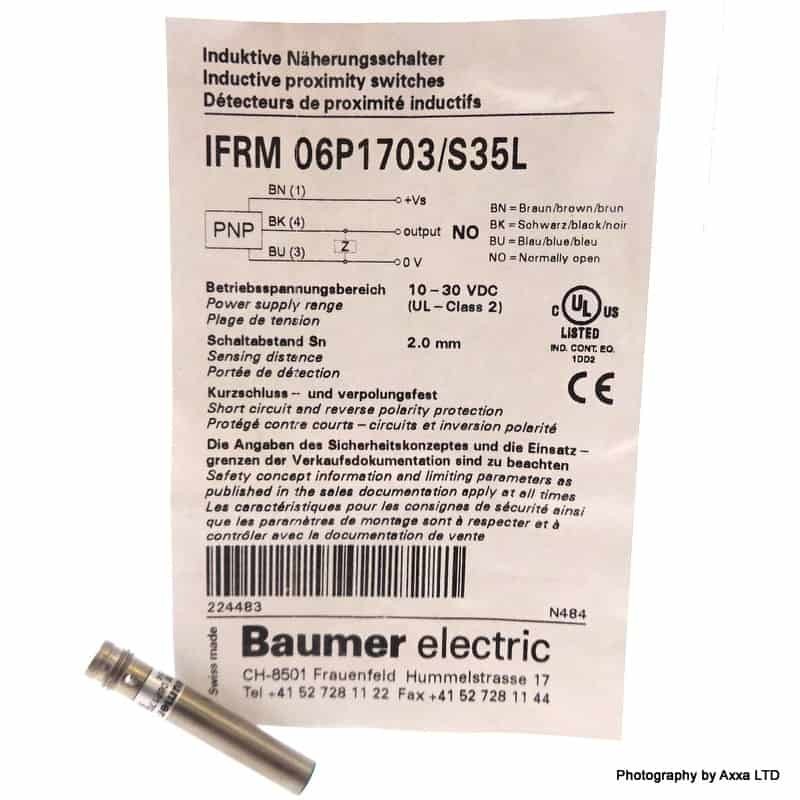 Induktive Näherungsschalter
Inductive proximity switches
Détecteurs de proximité inductifs
IFRM 06P1703/S35L
BN (1)
+Vs
PNP
BK (4)
output NO
Z
BU (3)
0 V
BN = Braun/brown/brun
BK = Schwarz/black/noir
BU = Blau/blue/bleu
NO = Normally open
Betriebsspannungsbereich 10 – 30 VDC
Power supply range (UL – Class 2)
Plage de tension
Schaltabstand Sn 2.0 mm
Sensing distance
Portée de détection
C UL US
LISTED
IND. CONT. EQ.
1DD2
CE
Kurzschluss – und verpolungsfest
Short circuit and reverse polarity protection
Protégé contre courts – circuits et inversion polarité
Die Angaben des Sicherheitskonzeptes und die Einsatz –
grenzen der Verkaufsdokumentation sind zu beachten
Safety concept information and limiting parameters as
published in the sales documentation apply at all times
Les caractéristiques pour les consignes de sécurité ainsi
que les paramètres de montage sont à respecter et à
contrôler avec la documentation de vente
224483 N484
Swiss made
Baumer electric
CH-8501 Frauenfeld Hummelstrasse 17
Tel +41 52 728 11 22 Fax +41 52 728 11 44
Baumer
Photography by Axxa LTD